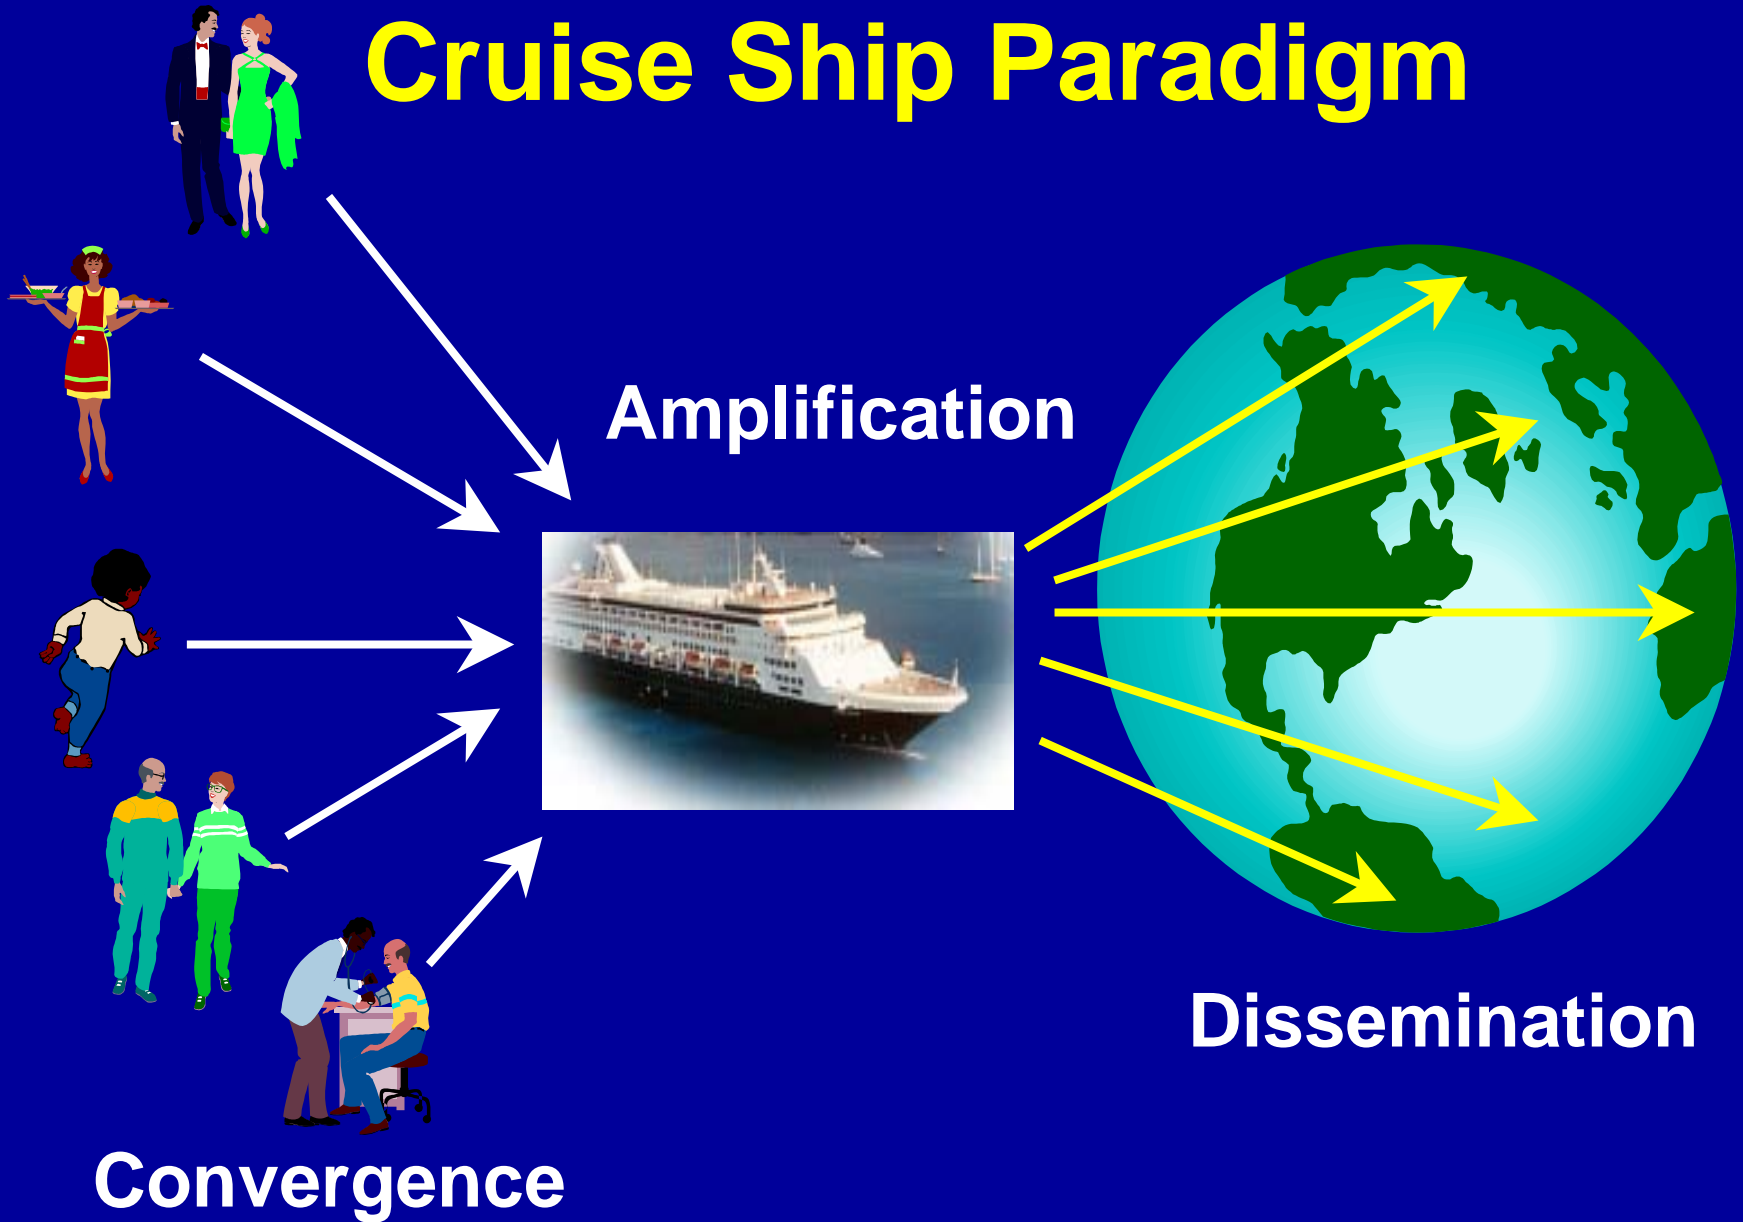 Cruise Ship Paradigm
Amplification
Dissemination
Convergence